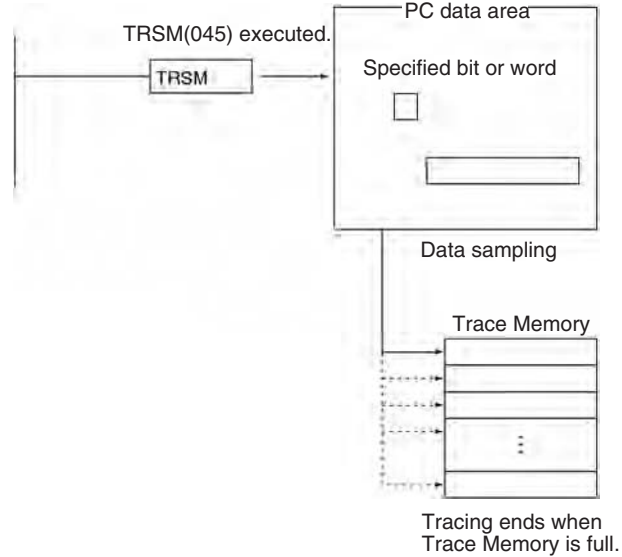 PC data area
TRSM(045) executed.
TRSM
Specified bit or word
Data sampling
Trace Memory
Tracing ends when
Trace Memory is full.